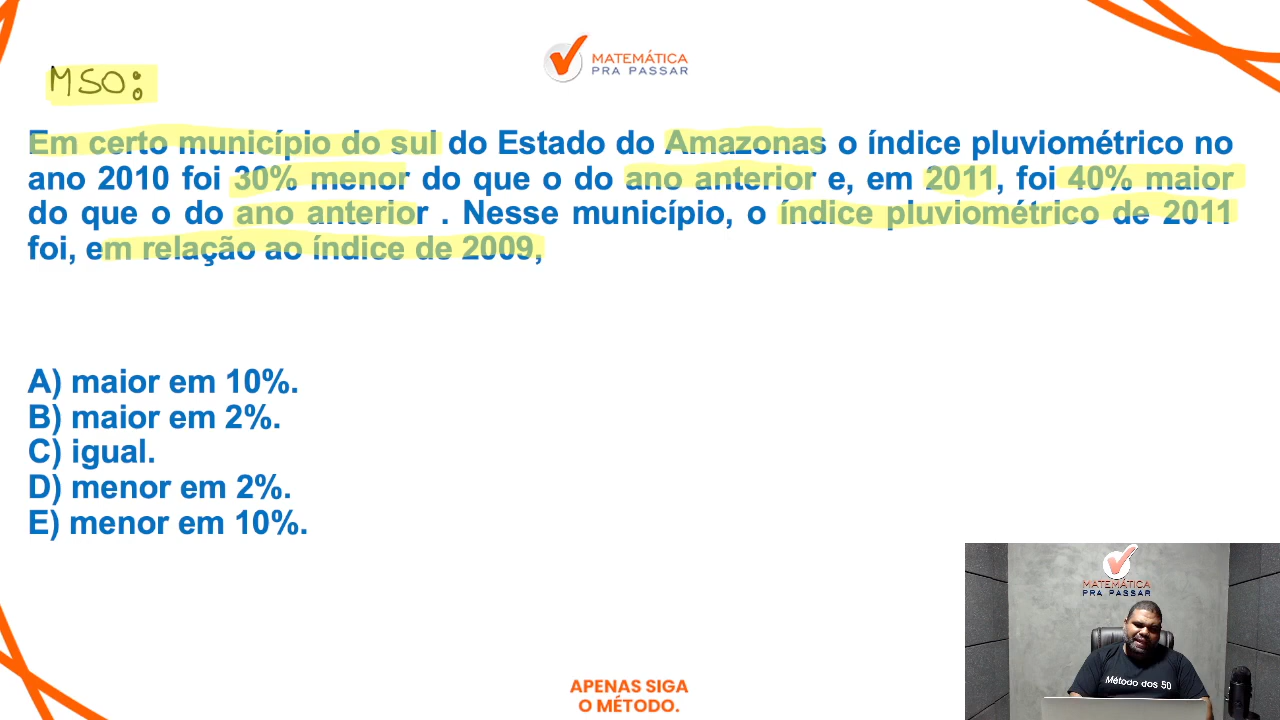 MATEMÁTICA
PRA PASSAR
MSO:
Em certo município do sul do Estado do Amazonas o índice pluviométrico no
ano 2010 foi 30% menor do que o do ano anterior e, em 2011, foi 40% maior
do que o do ano anterior . Nesse município, o índice pluviométrico de 2011
foi, em relação ao índice de 2009,
A) maior em 10%.
B) maior em 2%.
C) igual.
D) menor em 2%.
E) menor em 10%.
MATEMÁTICA
PRA PASSAR
Método dos 50
APENAS SIGA
O MÉTODO.